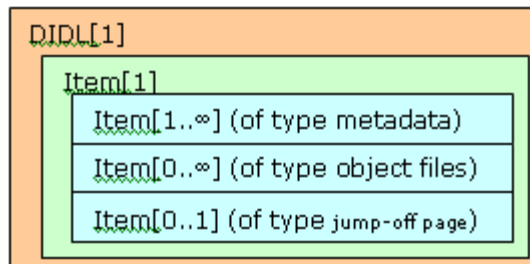 DIDL[1]
Item[1]
Item[1..∞] (of type metadata)
Item[0..∞] (of type object files)
Item[0..1] (of type jump-off page)